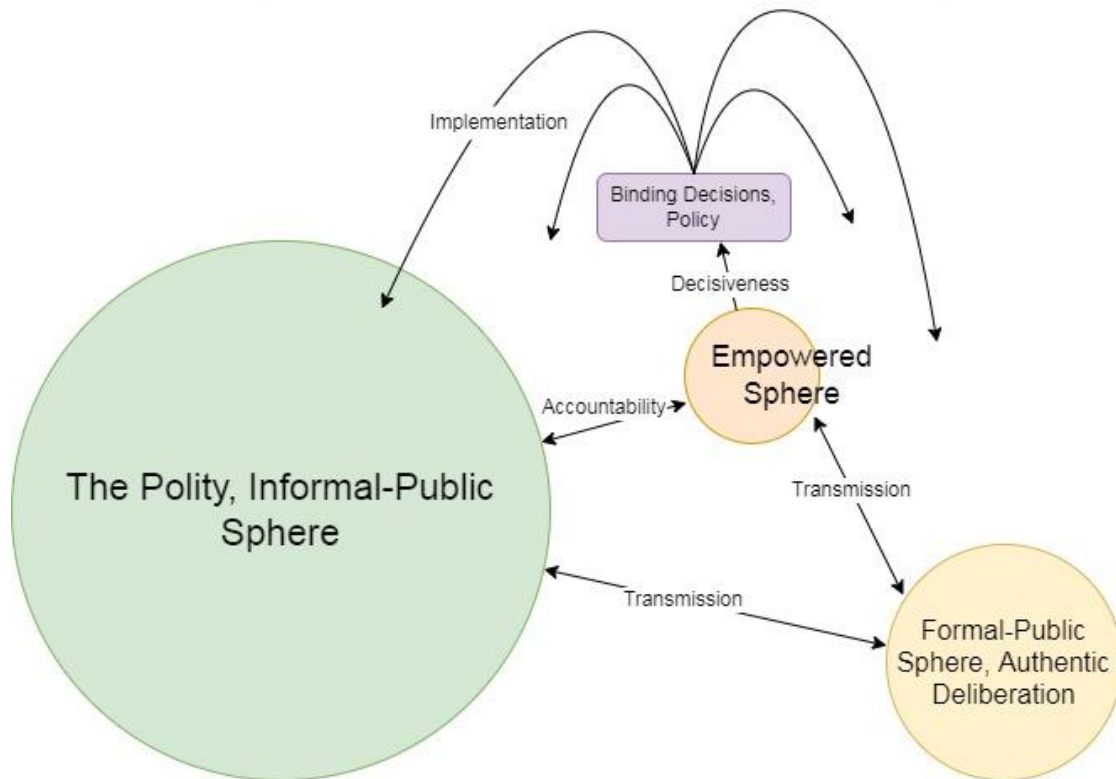 Implementation
Binding Decisions,
Policy
Decisiveness
Empowered
Sphere
Accountability
The Polity, Informal-Public
Sphere
Transmission
Transmission
Formal-Public
Sphere, Authentic
Deliberation